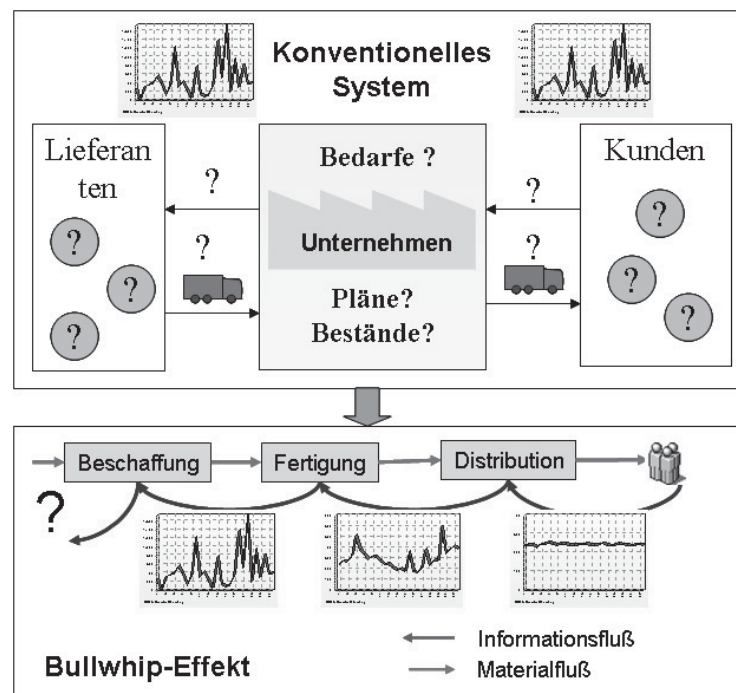 Konventionelles
System
Lieferan
ten
?
?
?
?
?
Bedarfe ?
Unternehmen
Pläne?
Bestände?
?
?
Kunden
?
?
?
Beschaffung
Fertigung
Distribution
?
Informationsfluß
Materialfluß
Bullwhip-Effekt